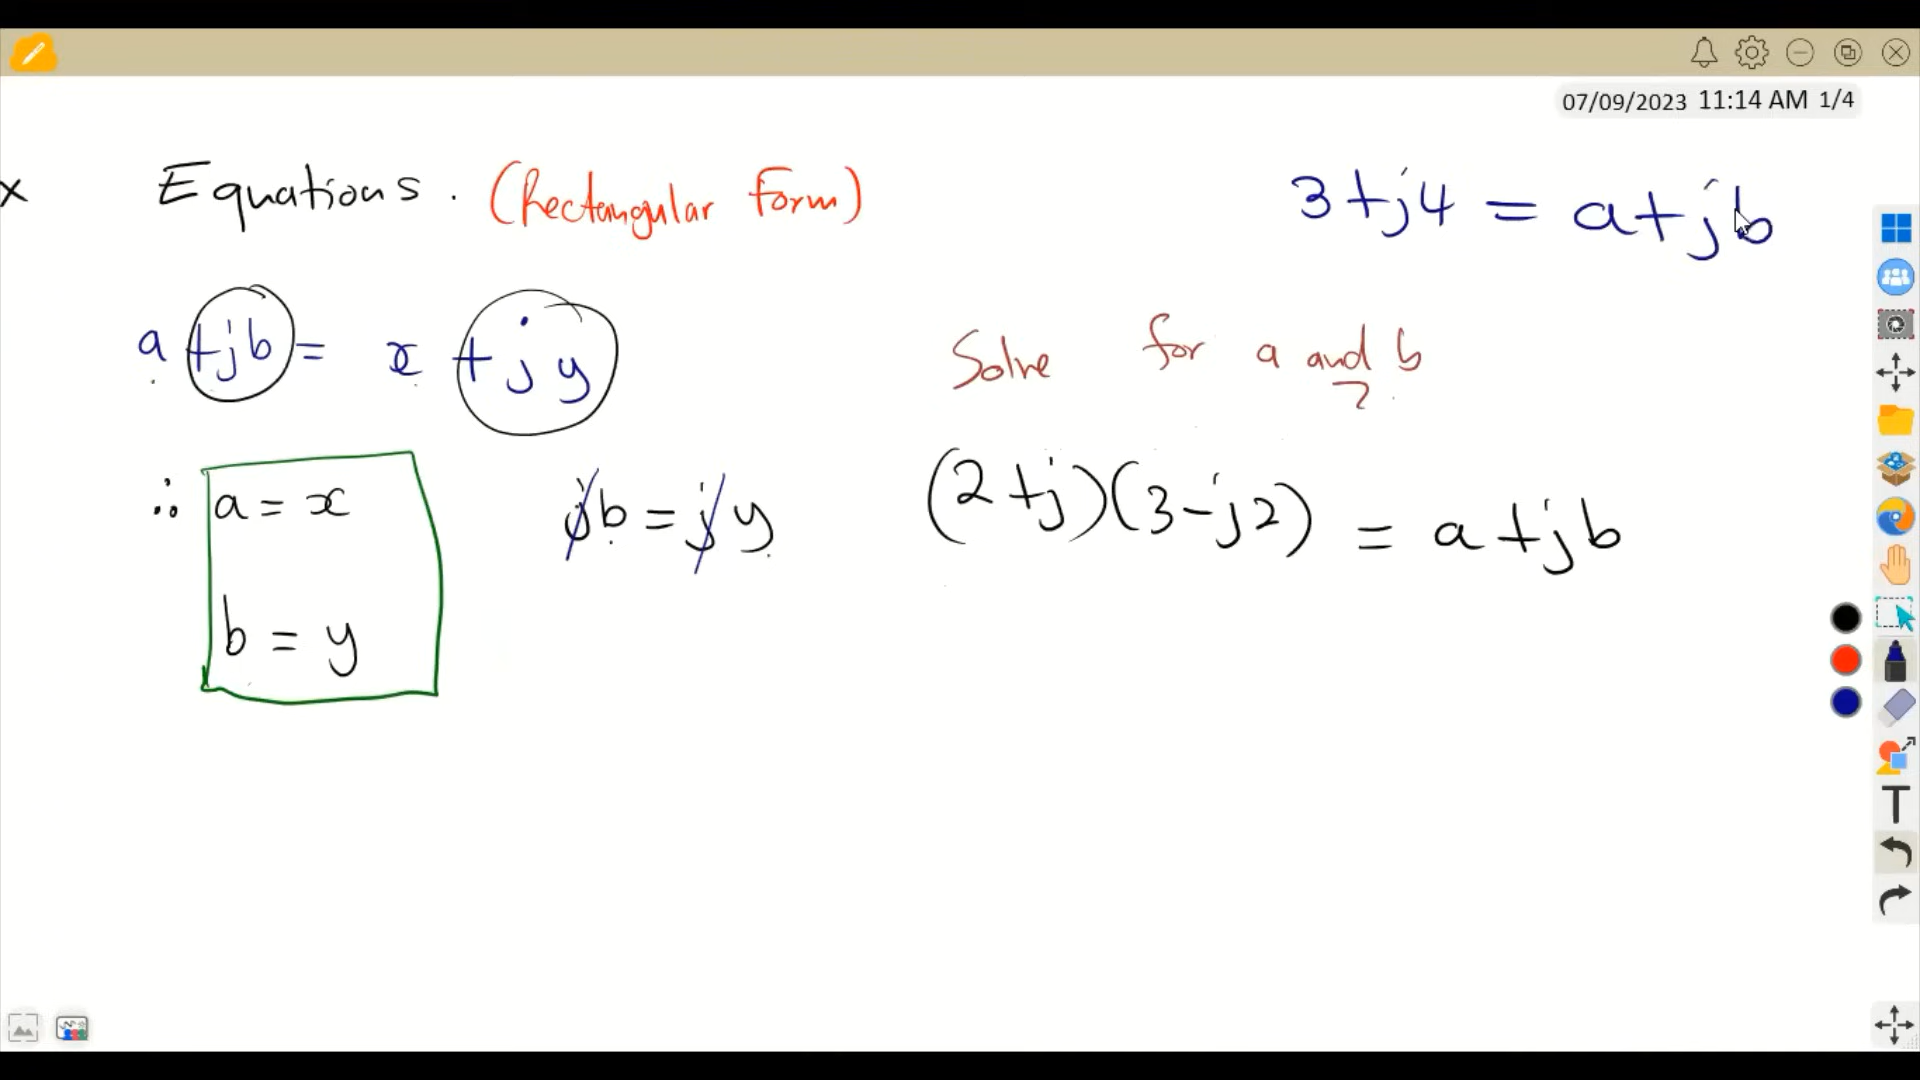 07/09/2023 11:14 AM 1/4
x Equations. (Rectangular Form)
3+j4 = a+jb
a+jb = x+jy
Solve for a and b
?
∴ a = x
jb = jy
(2+j)(3-j2) = a+jb
b = y
T